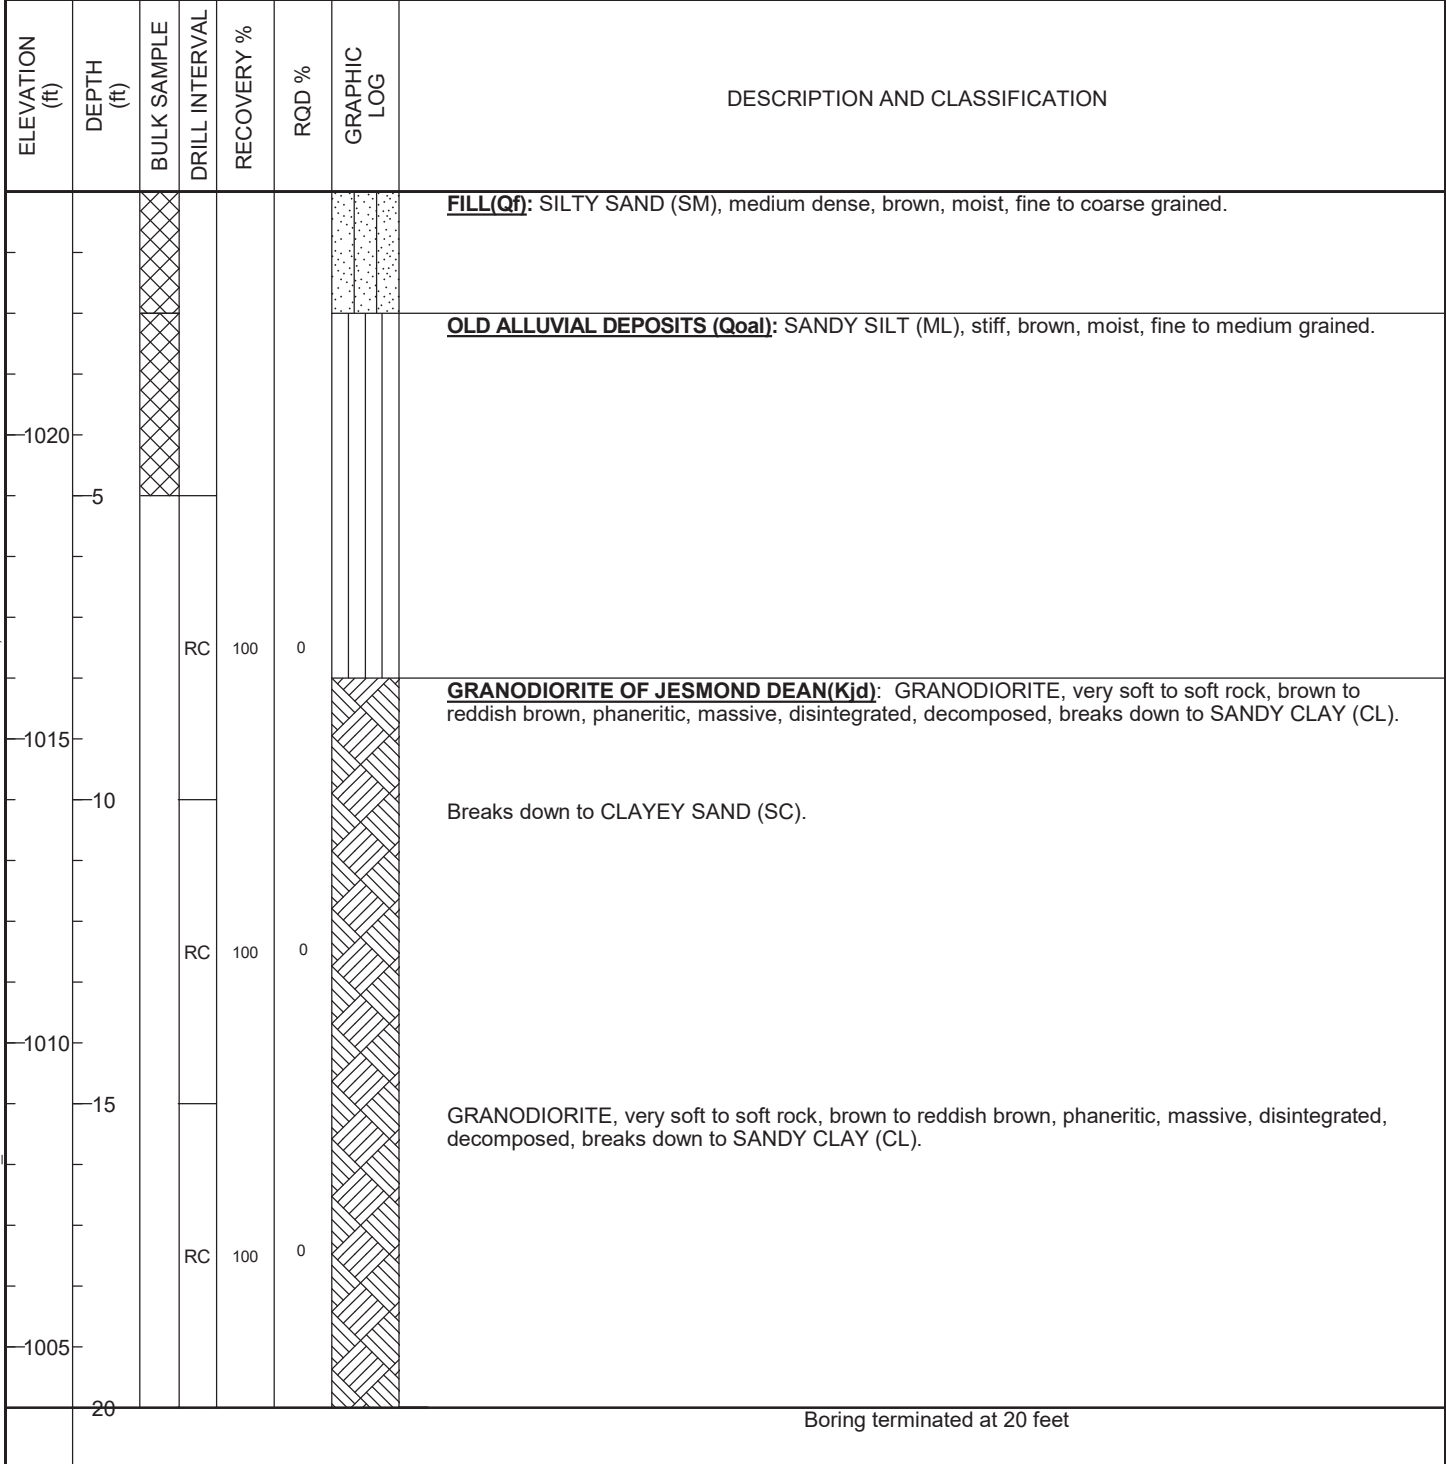 ELEVATION
(ft)
DEPTH
(ft)
BULK SAMPLE
DRILL INTERVAL
RECOVERY %
RQD %
GRAPHIC
LOG
DESCRIPTION AND CLASSIFICATION
FILL(Qf): SILTY SAND (SM), medium dense, brown, moist, fine to coarse grained.
OLD ALLUVIAL DEPOSITS (Qoal): SANDY SILT (ML), stiff, brown, moist, fine to medium grained.
1020
5
RC 100 0
GRANODIORITE OF JESMOND DEAN(Kjd): GRANODIORITE, very soft to soft rock, brown to
reddish brown, phaneritic, massive, disintegrated, decomposed, breaks down to SANDY CLAY (CL).
1015
10
Breaks down to CLAYEY SAND (SC).
RC 100 0
1010
15
GRANODIORITE, very soft to soft rock, brown to reddish brown, phaneritic, massive, disintegrated,
decomposed, breaks down to SANDY CLAY (CL).
RC 100 0
1005
20
Boring terminated at 20 feet